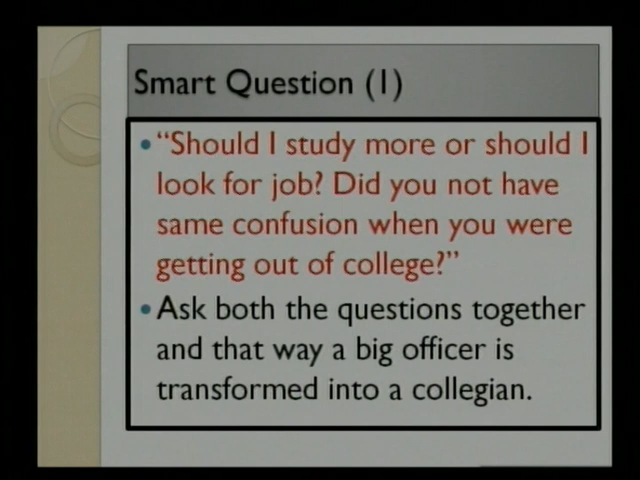 Smart Question (1)
• "Should I study more or should I
look for job? Did you not have
same confusion when you were
getting out of college?"
• Ask both the questions together
and that way a big officer is
transformed into a collegian.